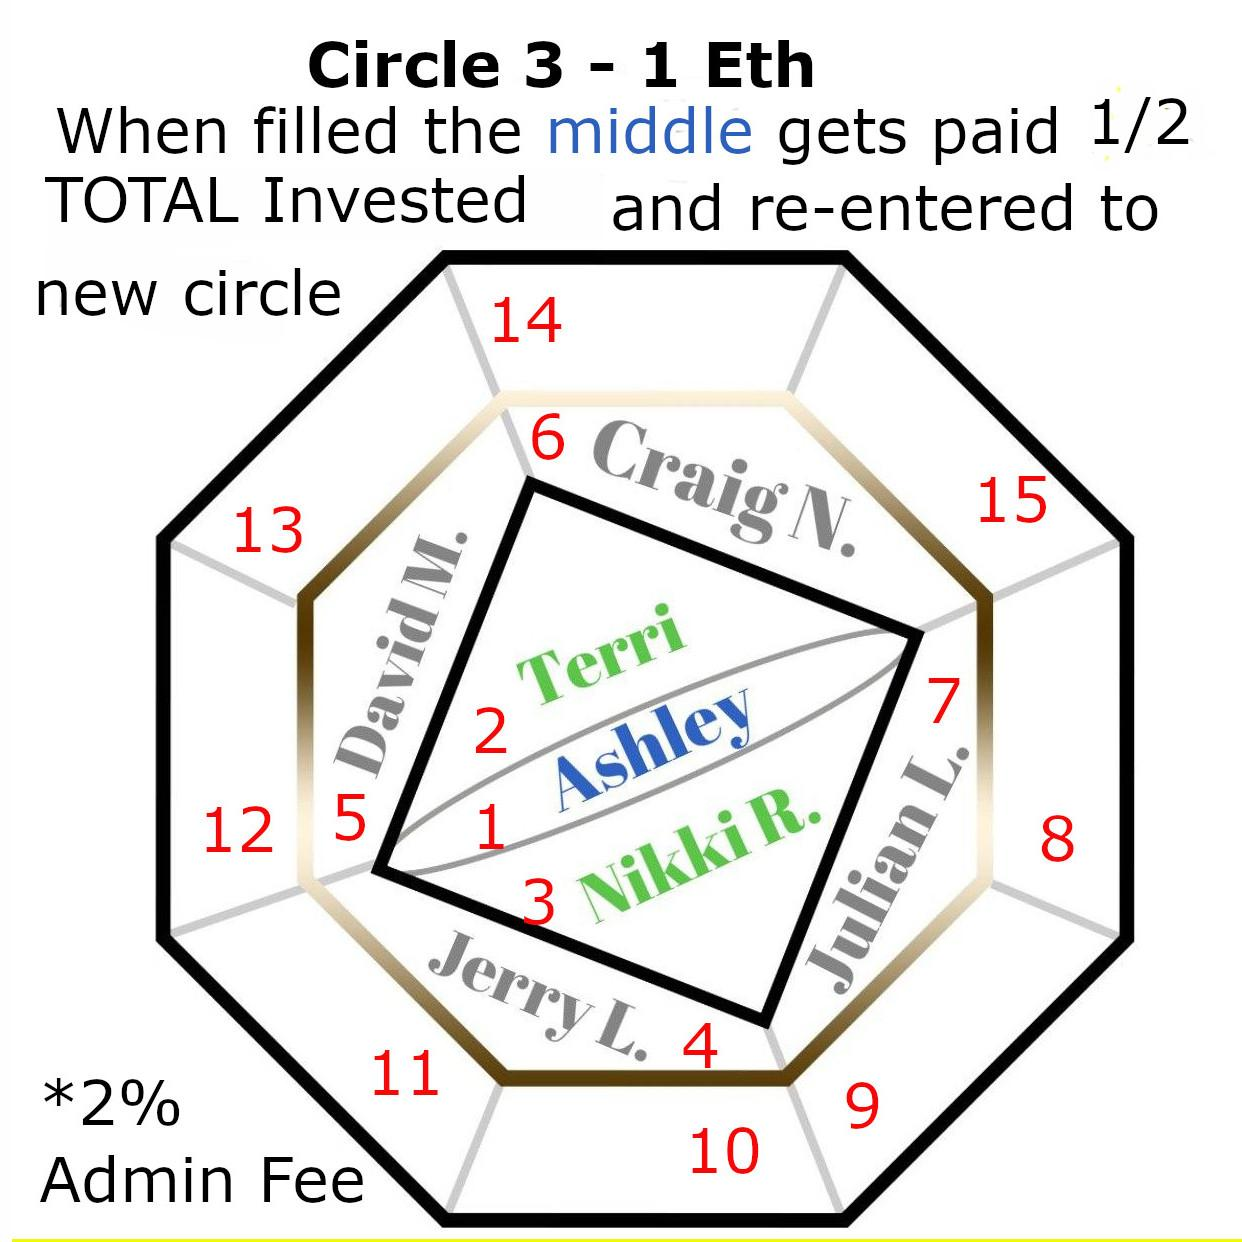 Circle 3 - 1 Eth
When filled the middle gets paid 1/2
TOTAL Invested and re-entered to
new circle
14
6 Craig N.
15
13
David M.
Terri
2
7
Ashley
1
12
5
8
Nikki R.
3
Julian L.
Jerry L.
4
11
9
10
*2%
Admin Fee